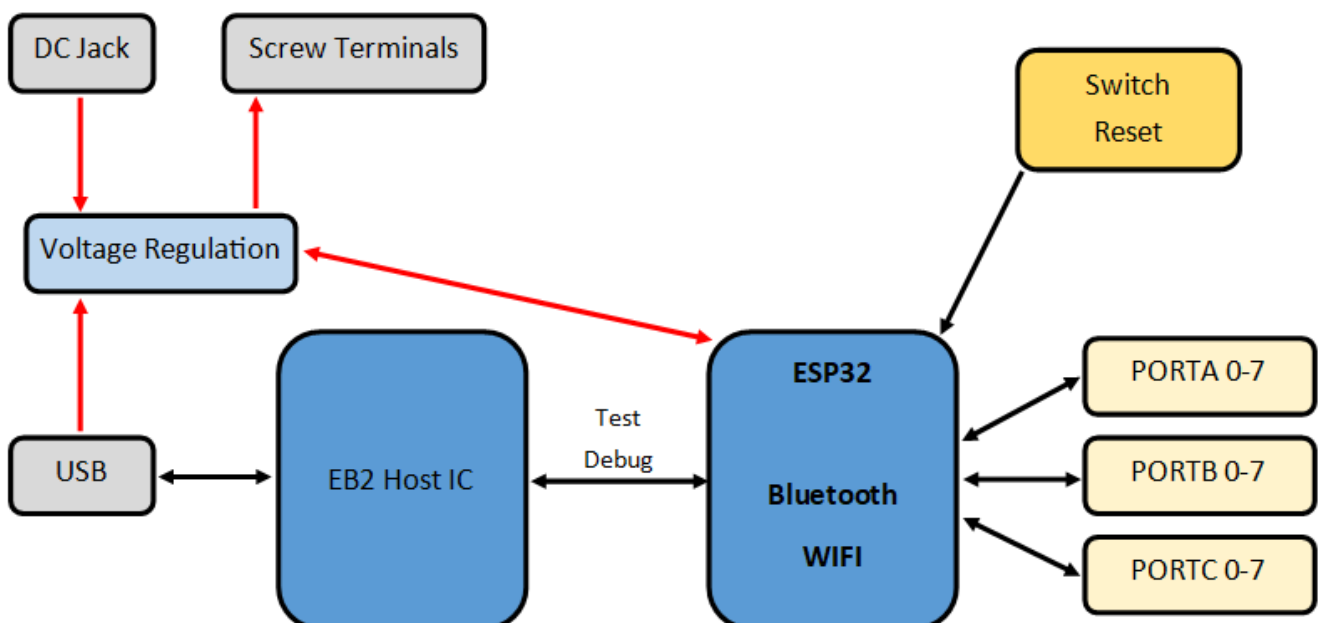 DC Jack
Screw Terminals
Switch
Reset
Voltage Regulation
ESP32
PORTA 0-7
Test
Debug
USB
EB2 Host IC
Bluetooth
WIFI
PORTB 0-7
PORTC 0-7